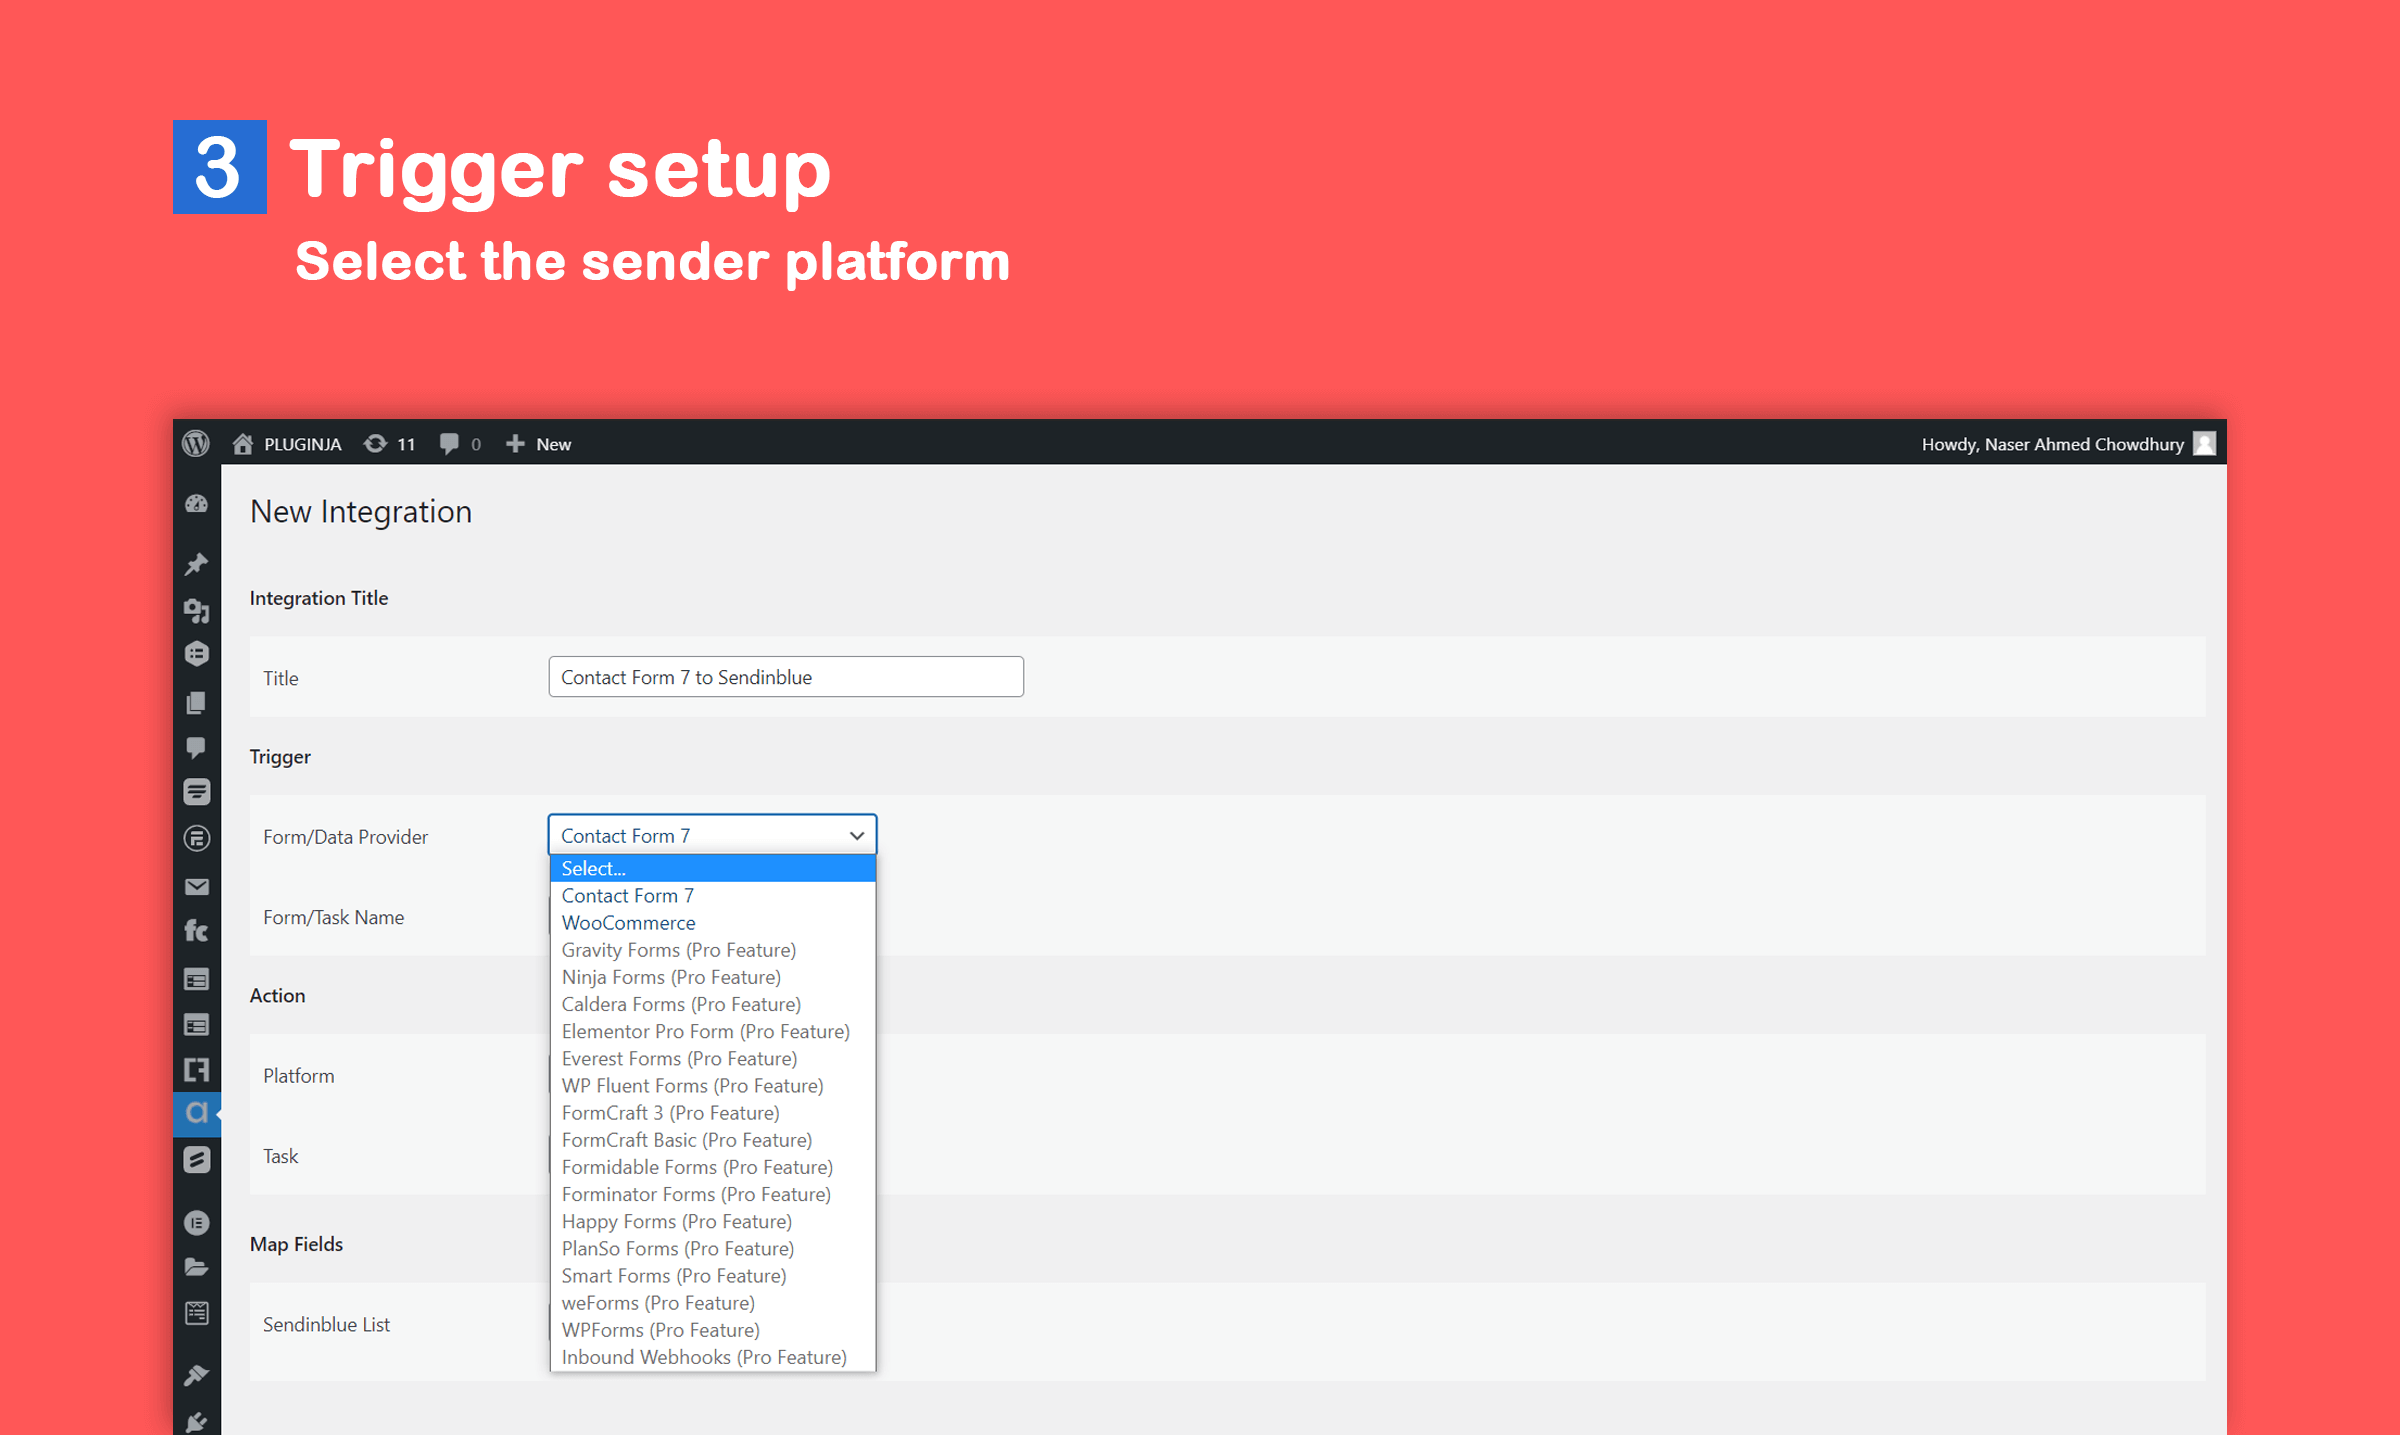 3 Trigger setup
Select the sender platform
PLUGINJA 11 0 New
Howdy, Naser Ahmed Chowdhury
New Integration
Integration Title
Title
Contact Form 7 to Sendinblue
Trigger
Form/Data Provider
Contact Form 7
Select...
Contact Form 7
WooCommerce
Gravity Forms (Pro Feature)
Ninja Forms (Pro Feature)
Caldera Forms (Pro Feature)
Elementor Pro Form (Pro Feature)
Everest Forms (Pro Feature)
WP Fluent Forms (Pro Feature)
FormCraft 3 (Pro Feature)
FormCraft Basic (Pro Feature)
Formidable Forms (Pro Feature)
Forminator Forms (Pro Feature)
Happy Forms (Pro Feature)
PlanSo Forms (Pro Feature)
Smart Forms (Pro Feature)
weForms (Pro Feature)
WPForms (Pro Feature)
Inbound Webhooks (Pro Feature)
Form/Task Name
Action
Platform
Task
Map Fields
Sendinblue List